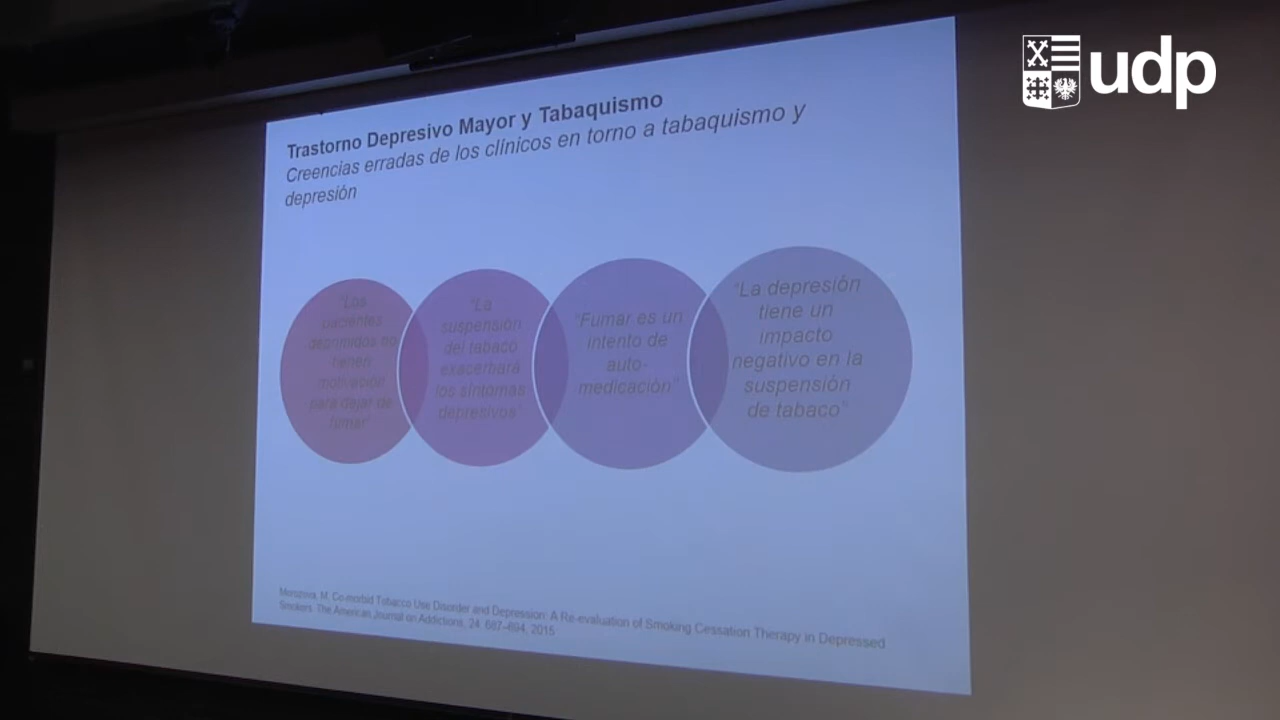 udp
Trastorno Depresivo Mayor y Tabaquismo
Creencias erradas de los clínicos en torno a tabaquismo y
depresión
"Los
pacientes
deprimidos no
tienen
motivación
para dejar de
fumar"
"La
suspensión
del tabaco
exacerbará
los síntomas
depresivos"
"Fumar es un
intento de
auto-
medicación"
"La depresión
tiene un
impacto
negativo en la
suspensión
de tabaco"
M. Co-morbid Tobacco Use Disorder and Depression: A Re-evaluation of Smoking Cessation Therapy in Depressed
Smokers. The American Journal on Addictions, 24: 687–694, 2015